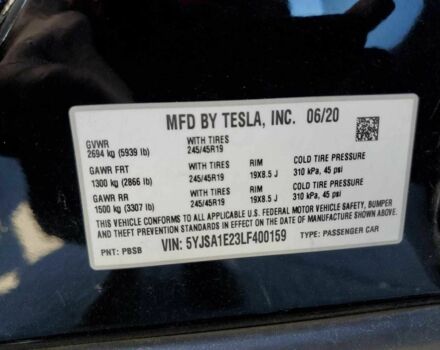 MFD BY TESLA, INC. 06/20
GVWR
2694 kg (5939 lb)
WITH TIRES
245/45R19
GAWR FRT
1300 kg (2866 lb)
WITH TIRES
245/45R19
RIM
19X8.5 J
COLD TIRE PRESSURE
310 kPa, 45 psi
GAWR RR
1500 kg (3307 lb)
WITH TIRES
245/45R19
RIM
19X8.5 J
COLD TIRE PRESSURE
310 kPa, 45 psi
THIS VEHICLE CONFORMS TO ALL APPLICABLE U.S. FEDERAL MOTOR VEHICLE SAFETY, BUMPER
AND THEFT PREVENTION STANDARDS IN EFFECT ON THE DATE OF MANUFACTURE SHOWN ABOVE.
PNT: PBSB
VIN: 5YJSA1E23LF400159
TYPE: PASSENGER CAR